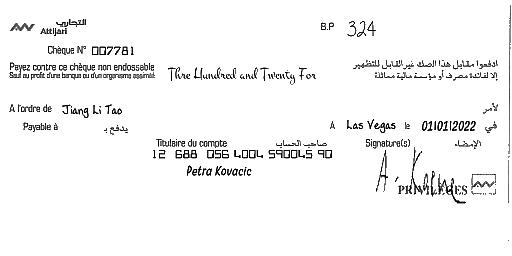 التجاري
Attijari
B.P 324
Chèque N° 007781
Payez contre ce chèque non endossable
Sauf au profit d'une banque ou d'un organisme assimilé
Thre Hundred and Twenty For
ادفعوا مقابل هذا الصك غير القابل للتظهير
إلا لفائدة مصرف أو مؤسسة مالية مماثلة
A l'ordre de Jiang Li Tao لأمر
Payable à يدفع بـ
A Las Vegas le 01/01/2022 في
Titulaire du compte صاحب الحساب Signature(s) الإمضاء
12 688 056 4004 590045 90
Petra Kovacic
PRIVILEGES